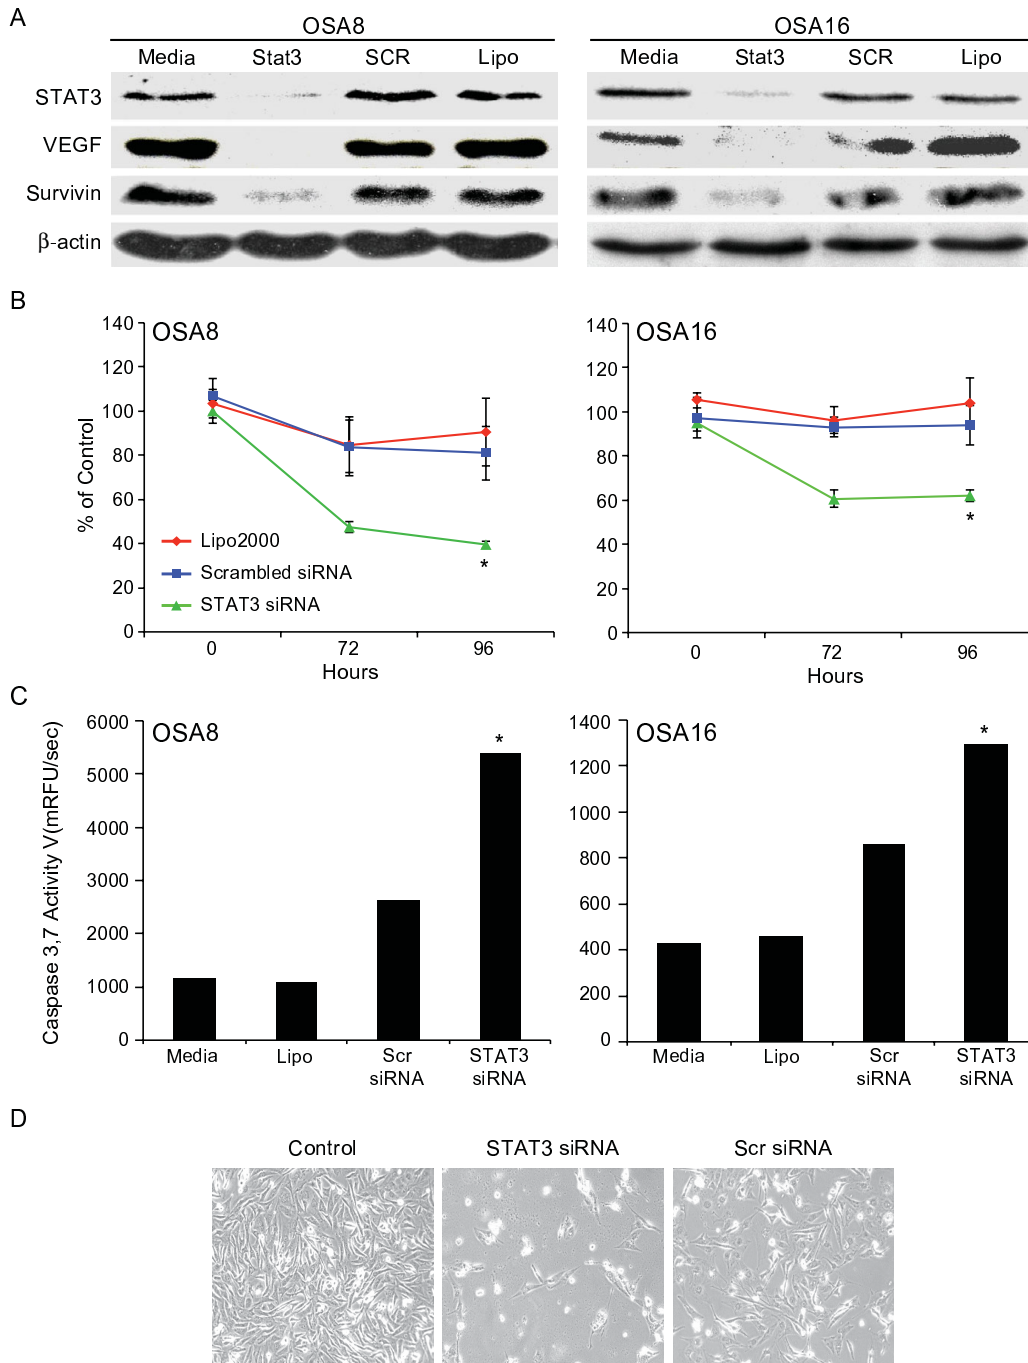 A
OSA8
OSA16
Media Stat3 SCR Lipo
Media Stat3 SCR Lipo
STAT3
VEGF
Survivin
β-actin
B
OSA8
140
120
100
80
60
40
20
0
% of Control
Lipo2000
Scrambled siRNA
STAT3 siRNA
*
0 72 96
Hours
OSA16
140
120
100
80
60
40
20
0
*
0 72 96
Hours
C
OSA8
6000
5000
4000
3000
2000
1000
0
Caspase 3,7 Activity V(mRFU/sec)
*
Media Lipo Scr STAT3
siRNA siRNA
OSA16
1400
1200
1000
800
600
400
200
0
*
Media Lipo Scr STAT3
siRNA siRNA
D
Control STAT3 siRNA Scr siRNA